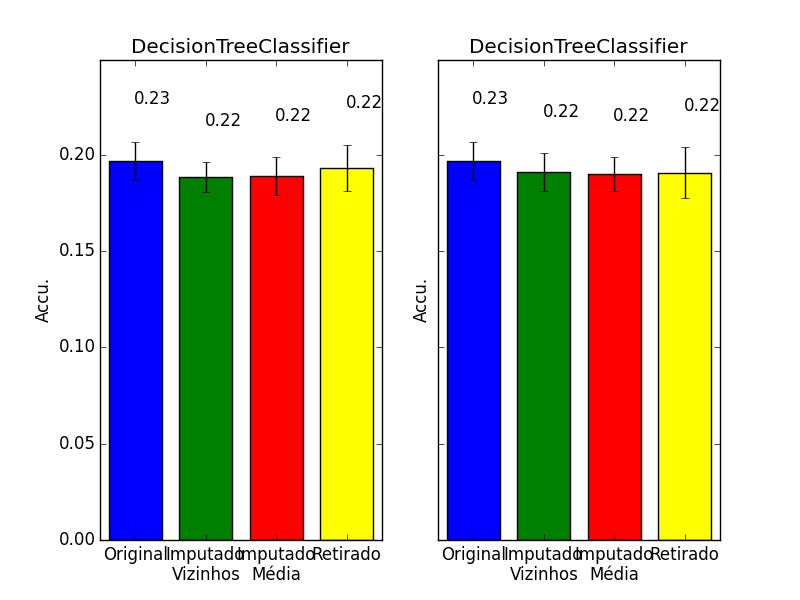 DecisionTreeClassifier
0.23
0.22
0.22
0.22
0.20
0.15
0.10
0.05
0.00
Accu.
Original
Imputado
Vizinhos
Imputado
Média
Retirado
DecisionTreeClassifier
0.23
0.22
0.22
0.22
Accu.
Original
Imputado
Vizinhos
Imputado
Média
Retirado